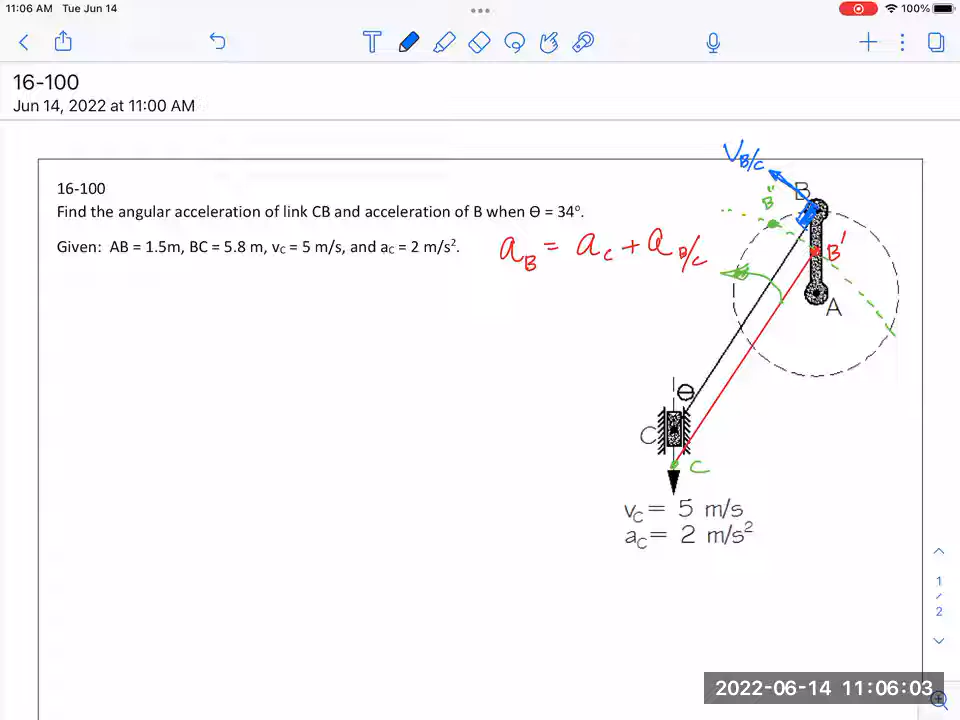 11:06 AM Tue Jun 14
100%
16-100
Jun 14, 2022 at 11:00 AM
16-100
Find the angular acceleration of link CB and acceleration of B when Ө = 34°.
Given: AB = 1.5m, BC = 5.8 m, vC = 5 m/s, and aC = 2 m/s².
aB = aC + aB/C
VB/C
B
B"
B'
A
Ө
C
C
vC = 5 m/s
aC = 2 m/s²
1
/
2
2022-06-14 11:06:03